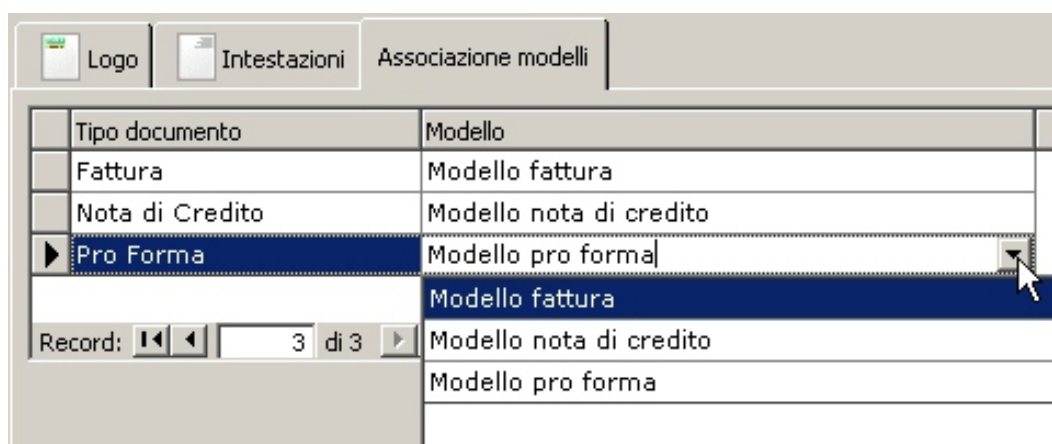 Logo Intestazioni Associazione modelli
Tipo documento Modello
Fattura Modello fattura
Nota di Credito Modello nota di credito
Pro Forma Modello pro forma
Modello fattura
Record: 3 di 3 Modello nota di credito
Modello pro forma